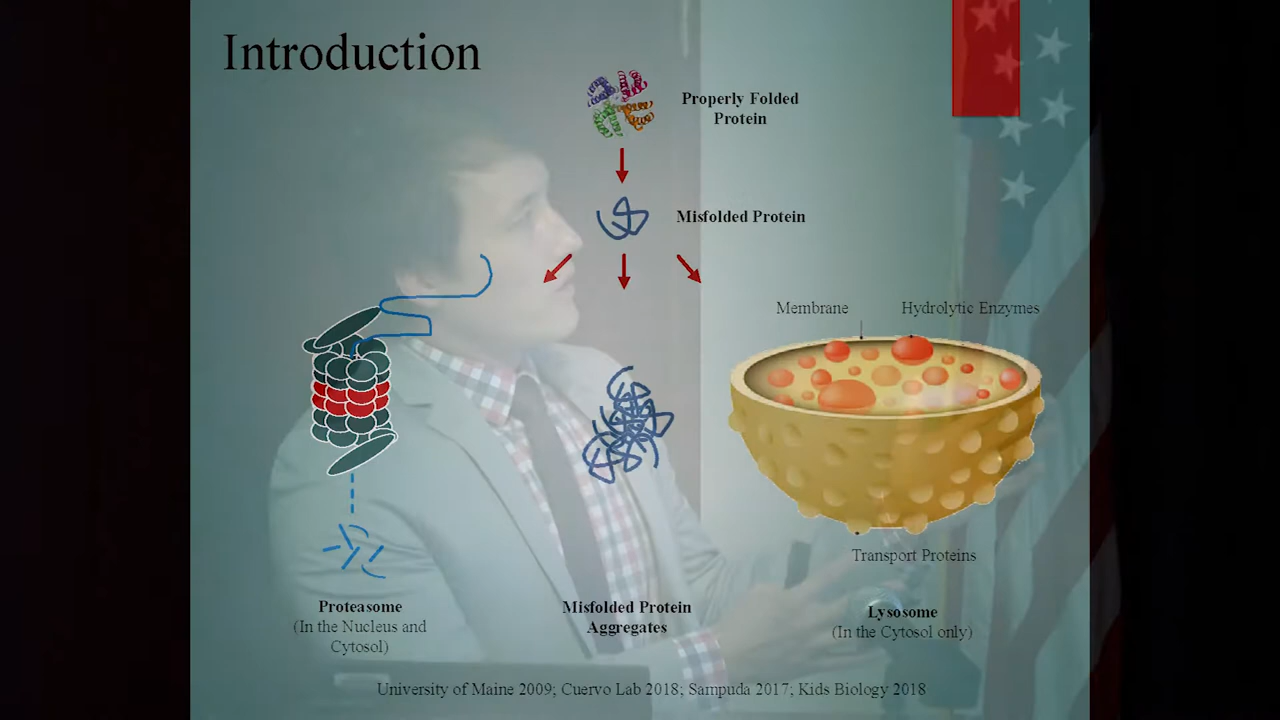 Introduction
Properly Folded
Protein
Misfolded Protein
Membrane
Hydrolytic Enzymes
Transport Proteins
Proteasome
(In the Nucleus and
Cytosol)
Misfolded Protein
Aggregates
Lysosome
(In the Cytosol only)
University of Maine 2009; Cuervo Lab 2018; Sampuda 2017; Kids Biology 2018